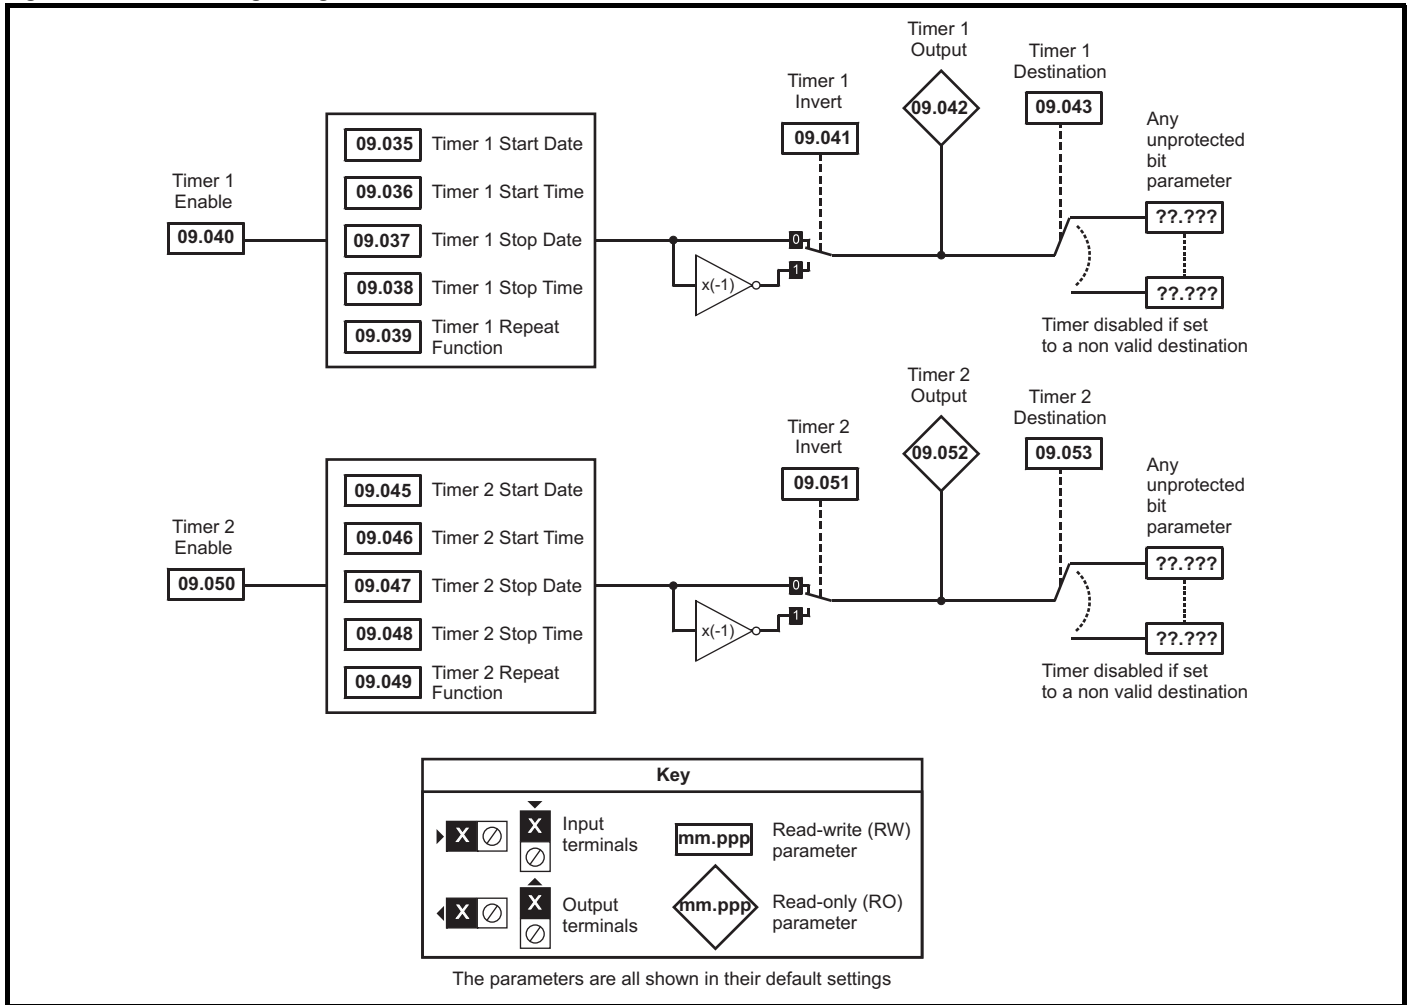 Timer 1
Output
Timer 1
Destination
Timer 1
Invert
09.042
09.043
Any
unprotected
bit
parameter
09.041
09.035 Timer 1 Start Date
Timer 1
Enable
09.036 Timer 1 Start Time
??.???
09.040
09.037 Timer 1 Stop Date
0
1
x(-1)
09.038 Timer 1 Stop Time
??.???
09.039 Timer 1 Repeat
Function
Timer disabled if set
to a non valid destination
Timer 2
Output
Timer 2
Destination
Timer 2
Invert
09.052
09.053
Any
unprotected
bit
parameter
09.051
09.045 Timer 2 Start Date
Timer 2
Enable
09.046 Timer 2 Start Time
??.???
09.050
09.047 Timer 2 Stop Date
0
1
x(-1)
09.048 Timer 2 Stop Time
??.???
09.049 Timer 2 Repeat
Function
Timer disabled if set
to a non valid destination
Key
X X Input
terminals
mm.ppp Read-write (RW)
parameter
X X Output
terminals
mm.ppp Read-only (RO)
parameter
The parameters are all shown in their default settings